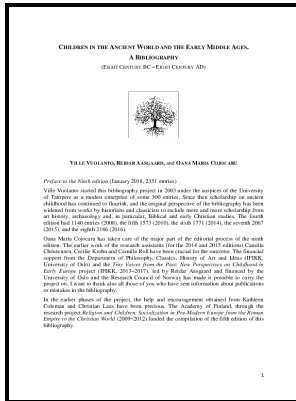 CHILDREN IN THE ANCIENT WORLD AND THE EARLY MIDDLE AGES.
A BIBLIOGRAPHY
(EIGHT CENTURY BC – EIGHT CENTURY AD)
VILLE VUOLANTO, REIDAR AASGAARD, and OANA MARIA COJOCARU
Preface to the Ninth edition (January 2018, 2351 entries)
Ville Vuolanto started this bibliography project in 2003 under the auspices of the University
of Tampere as a modest enterprise of some 300 entries. Since then scholarship on ancient
childhood has continued to flourish, and the original perspective of the bibliography has been
widened from works by historians and classicists to include more and more scholarship from
art history, archaeology and, in particular, Biblical and early Christian studies. The fourth
edition had 1140 entries (2008), the fifth 1573 (2010), the sixth 1771 (2014), the seventh 2067
(2015), and the eighth 2186 (2016).
Oana Maria Cojocaru has taken care of the major part of the editorial process of the ninth
edition. The earlier work of the research assistants (for the 2014 and 2015 editions) Camilla
Christensen, Cecilie Krohn and Camilla Roll have been crucial for the outcome. The financial
support from the Department of Philosophy, Classics, History of Art and Ideas (IFIKK,
University of Oslo) and the Tiny Voices from the Past: New Perspectives on Childhood in
Early Europe project (IFIKK, 2013–2017), led by Reidar Aasgaard and financed by the
University of Oslo and the Research Council of Norway has made it possible to carry the
project on. I want to thank also all those of you who have sent information about publications
or mistakes in the bibliography.
In the earlier phases of the project, the help and encouragement obtained from Kathleen
Coleman and Christian Laes have been precious. The Academy of Finland, through the
research project Religion and Children. Socialization in Pre-Modern Europe from the Roman
Empire to the Christian World (2009–2012) funded the compilation of the fifth edition of this
bibliography.
1